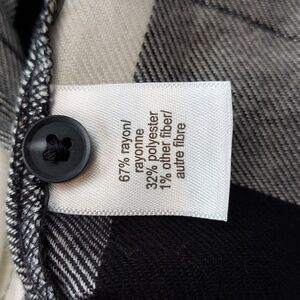 67% rayon/
rayonne
32% polyester
1% other fiber/
autre fibre